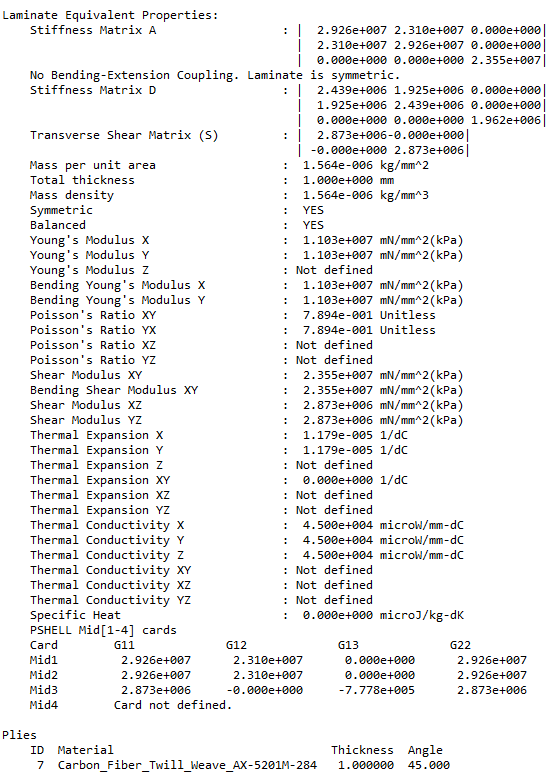 Laminate Equivalent Properties:
Stiffness Matrix A : | 2.926e+007 2.310e+007 0.000e+000|
| 2.310e+007 2.926e+007 0.000e+000|
| 0.000e+000 0.000e+000 2.355e+007|
No Bending-Extension Coupling. Laminate is symmetric.
Stiffness Matrix D : | 2.439e+006 1.925e+006 0.000e+000|
| 1.925e+006 2.439e+006 0.000e+000|
| 0.000e+000 0.000e+000 1.962e+006|
Transverse Shear Matrix (S) : | 2.873e+006-0.000e+000|
| -0.000e+000 2.873e+006|
Mass per unit area : 1.564e-006 kg/mm^2
Total thickness : 1.000e+000 mm
Mass density : 1.564e-006 kg/mm^3
Symmetric : YES
Balanced : YES
Young's Modulus X : 1.103e+007 mN/mm^2(kPa)
Young's Modulus Y : 1.103e+007 mN/mm^2(kPa)
Young's Modulus Z : Not defined
Bending Young's Modulus X : 1.103e+007 mN/mm^2(kPa)
Bending Young's Modulus Y : 1.103e+007 mN/mm^2(kPa)
Poisson's Ratio XY : 7.894e-001 Unitless
Poisson's Ratio YX : 7.894e-001 Unitless
Poisson's Ratio XZ : Not defined
Poisson's Ratio YZ : Not defined
Shear Modulus XY : 2.355e+007 mN/mm^2(kPa)
Bending Shear Modulus XY : 2.355e+007 mN/mm^2(kPa)
Shear Modulus XZ : 2.873e+006 mN/mm^2(kPa)
Shear Modulus YZ : 2.873e+006 mN/mm^2(kPa)
Thermal Expansion X : 1.179e-005 1/dC
Thermal Expansion Y : 1.179e-005 1/dC
Thermal Expansion Z : Not defined
Thermal Expansion XY : 0.000e+000 1/dC
Thermal Expansion XZ : Not defined
Thermal Expansion YZ : Not defined
Thermal Conductivity X : 4.500e+004 microW/mm-dC
Thermal Conductivity Y : 4.500e+004 microW/mm-dC
Thermal Conductivity Z : 4.500e+004 microW/mm-dC
Thermal Conductivity XY : Not defined
Thermal Conductivity XZ : Not defined
Thermal Conductivity YZ : Not defined
Specific Heat : 0.000e+000 microJ/kg-dK
PSHELL Mid[1-4] cards
Card G11 G12 G13 G22
Mid1 2.926e+007 2.310e+007 0.000e+000 2.926e+007
Mid2 2.926e+007 2.310e+007 0.000e+000 2.926e+007
Mid3 2.873e+006 -0.000e+000 -7.778e+005 2.873e+006
Mid4 Card not defined.
Plies
ID Material Thickness Angle
7 Carbon_Fiber_Twill_Weave_AX-5201M-284 1.000000 45.000